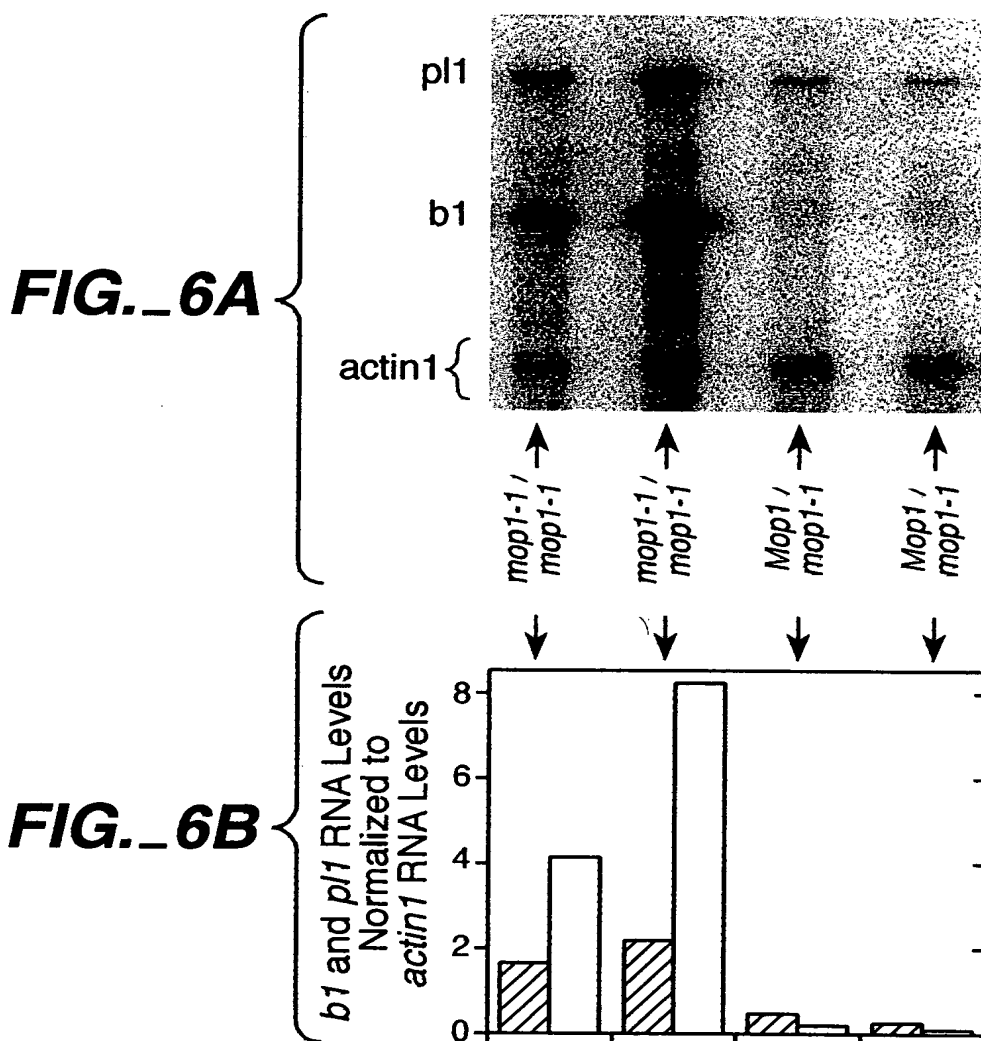 FIG._6A
pl1
b1
actin1
mop1-1 /
mop1-1
mop1-1 /
mop1-1
Mop1 /
mop1-1
Mop1 /
mop1-1
FIG._6B
b1 and pl1 RNA Levels
Normalized to
actin1 RNA Levels
8
6
4
2
0